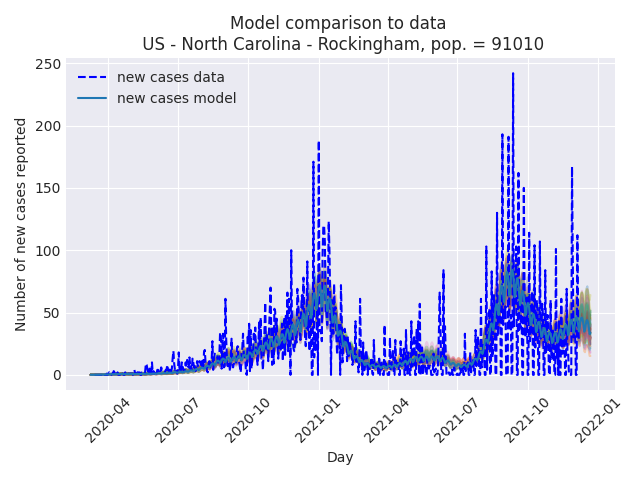 Model comparison to data
US - North Carolina - Rockingham, pop. = 91010
new cases data
new cases model
Number of new cases reported
250
200
150
100
50
0
2020-04
2020-07
2020-10
2021-01
2021-04
2021-07
2021-10
2022-01
Day